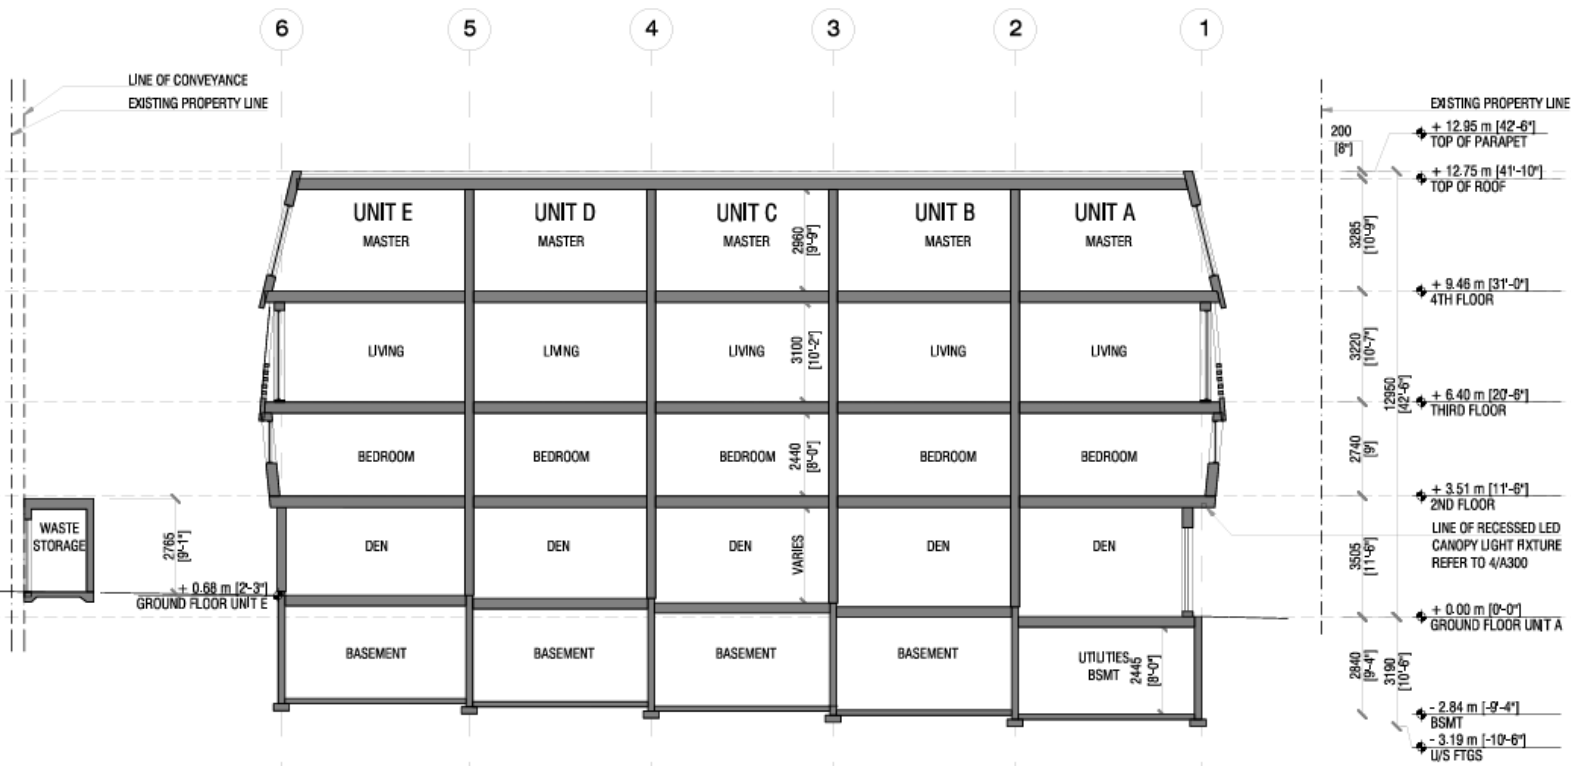 6 5 4 3 2 1
LINE OF CONVEYANCE
EXISTING PROPERTY LINE
EXISTING PROPERTY LINE
200
[8"]
+ 12.95 m [42'-6"]
TOP OF PARAPET
+ 12.75 m [41'-10"]
TOP OF ROOF
UNIT E UNIT D UNIT C UNIT B UNIT A
MASTER MASTER MASTER MASTER MASTER
2960
[9'-9"]
3285
[10'-9"]
+ 9.46 m [31'-0"]
4TH FLOOR
LIVING LIVING LIVING LIVING LIVING
3100
[10'-2"]
3220
[10'-7"]
12950
[42'-6"]
+ 6.40 m [20'-6"]
THIRD FLOOR
BEDROOM BEDROOM BEDROOM BEDROOM BEDROOM
2440
[8'-0"]
2740
[9']
+ 3.51 m [11'-6"]
2ND FLOOR
LINE OF RECESSED LED
CANOPY LIGHT FIXTURE
REFER TO 4/A300
WASTE
STORAGE
2765
[9'-1"]
DEN DEN DEN DEN DEN
VARIES
3505
[11'-6"]
+ 0.68 m [2'-3"]
GROUND FLOOR UNIT E
+ 0.00 m [0'-0"]
GROUND FLOOR UNIT A
BASEMENT BASEMENT BASEMENT BASEMENT
UTILITIES
BSMT
2445
[8'-0"]
2840
[9'-4"]
3190
[10'-6"]
- 2.84 m [-9'-4"]
BSMT
- 3.19 m [-10'-6"]
U/S FTGS